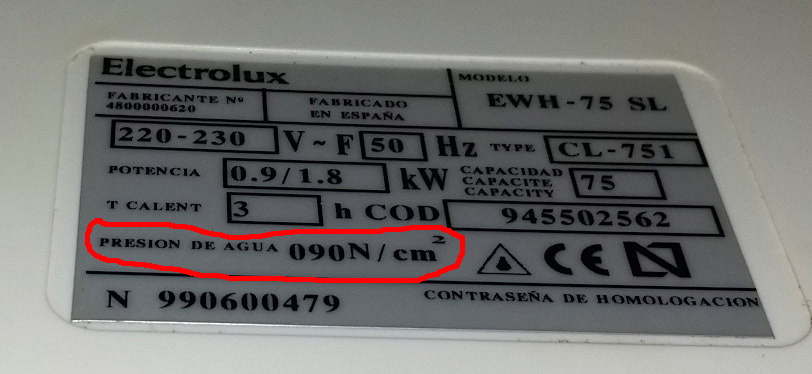 Electrolux
MODELO
EWH-75 SL
FABRICANTE Nº
4800000620
FABRICADO
EN ESPAÑA
220-230 V~F 50 Hz TYPE CL-751
POTENCIA 0.9/1.8 kW
CAPACIDAD
CAPACITE
CAPACITY
75
T CALENT 3 h COD 945502562
PRESION DE AGUA 090N/cm²
CE N
N 990600479
CONTRASEÑA DE HOMOLOGACION